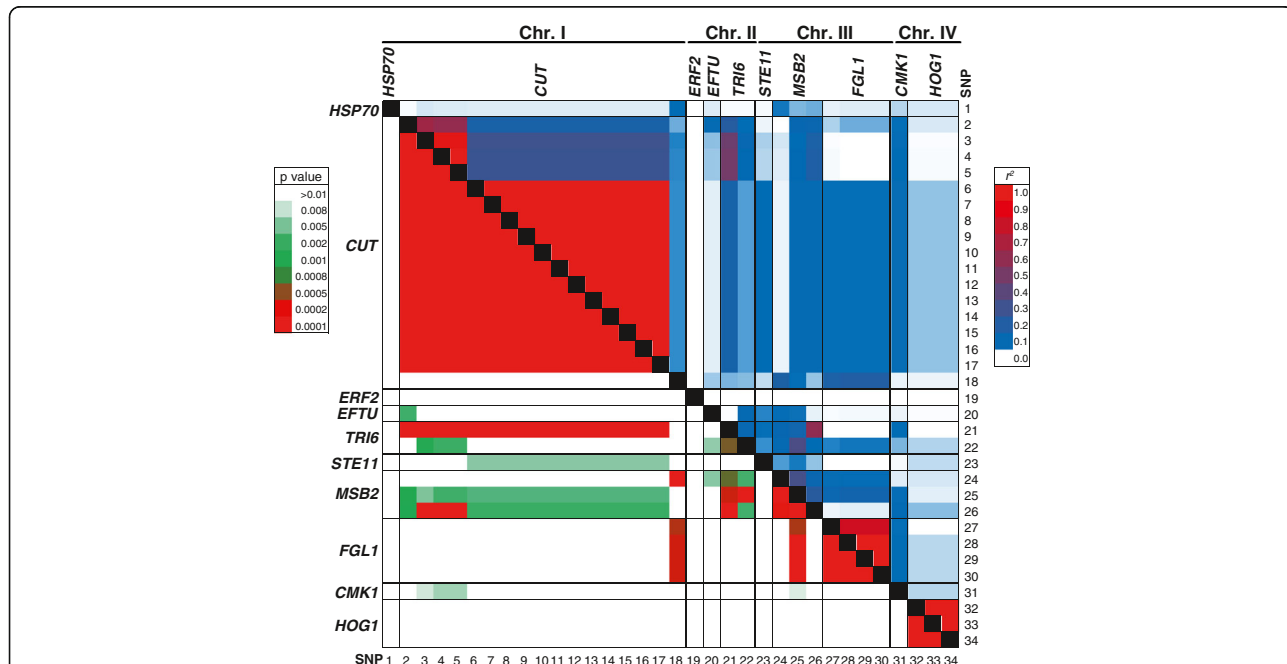 Chr. I Chr. II Chr. III Chr. IV
HSP70 CUT ERF2 EFTU TRI6 STE11 MSB2 FGL1 CMK1 HOG1 SNP
HSP70 1
2
3
4
5
6
7
8
CUT 9
10
11
12
13
14
15
16
17
18
ERF2 19
EFTU 20
TRI6 21
22
STE11 23
24
MSB2 25
26
27
FGL1 28
29
30
CMK1 31
32
HOG1 33
34
SNP 1 2 3 4 5 6 7 8 9 10 11 12 13 14 15 16 17 18 19 20 21 22 23 24 25 26 27 28 29 30 31 32 33 34
p value
>0.01
0.008
0.005
0.002
0.001
0.0008
0.0005
0.0002
0.0001
r²
1.0
0.9
0.8
0.7
0.6
0.5
0.4
0.3
0.2
0.1
0.0